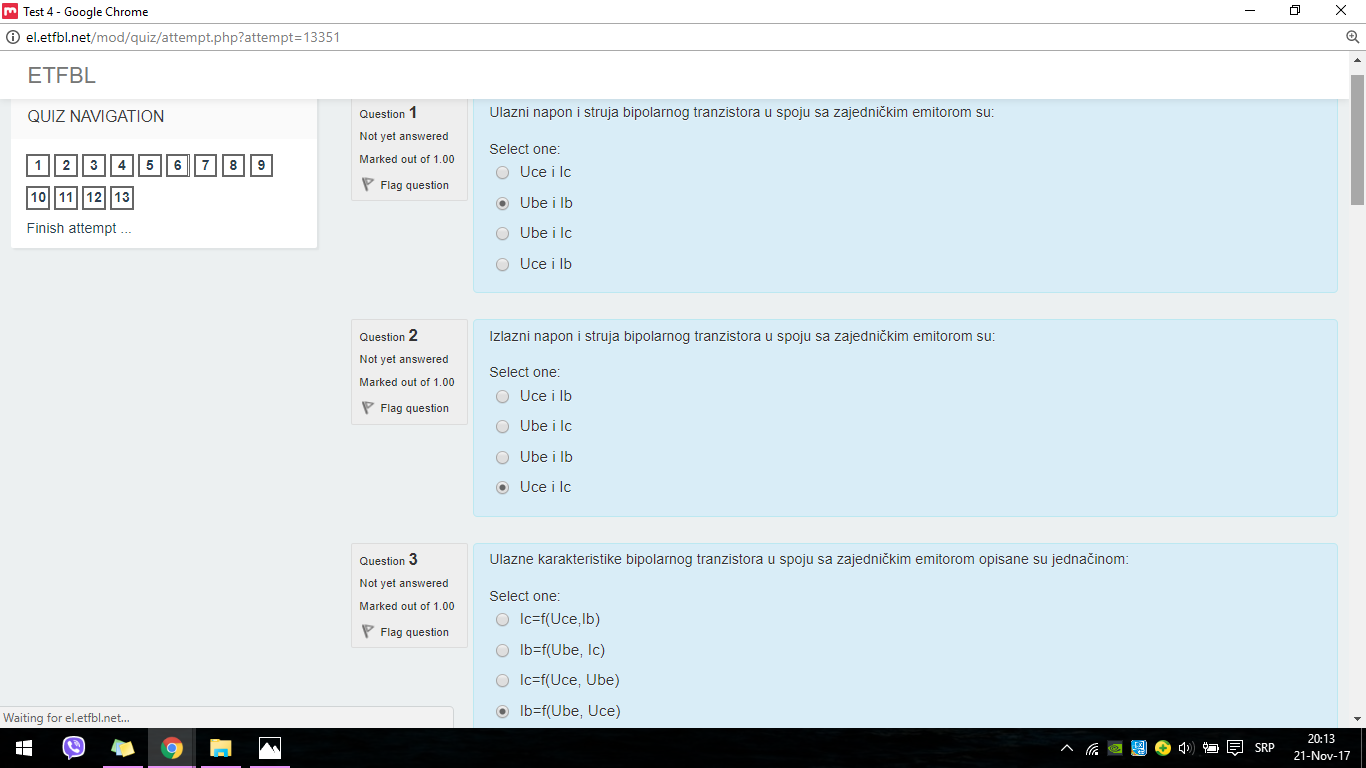 Test 4 - Google Chrome
el.etfbl.net/mod/quiz/attempt.php?attempt=13351
ETFBL
QUIZ NAVIGATION
1 2 3 4 5 6 7 8 9
10 11 12 13
Finish attempt ...
Question 1
Not yet answered
Marked out of 1.00
Flag question
Ulazni napon i struja bipolarnog tranzistora u spoju sa zajedničkim emitorom su:
Select one:
Uce i Ic
Ube i Ib
Ube i Ic
Uce i Ib
Question 2
Not yet answered
Marked out of 1.00
Flag question
Izlazni napon i struja bipolarnog tranzistora u spoju sa zajedničkim emitorom su:
Select one:
Uce i Ib
Ube i Ic
Ube i Ib
Uce i Ic
Question 3
Not yet answered
Marked out of 1.00
Flag question
Ulazne karakteristike bipolarnog tranzistora u spoju sa zajedničkim emitorom opisane su jednačinom:
Select one:
Ic=f(Uce,Ib)
Ib=f(Ube, Ic)
Ic=f(Uce, Ube)
Ib=f(Ube, Uce)
Waiting for el.etfbl.net...
SRP
20:13
21-Nov-17